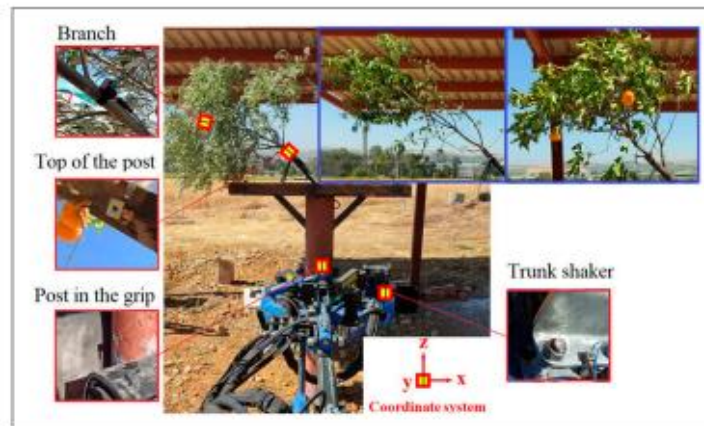 Branch
Top of the post
Post in the grip
Trunk shaker
z
y
x
Coordinate system